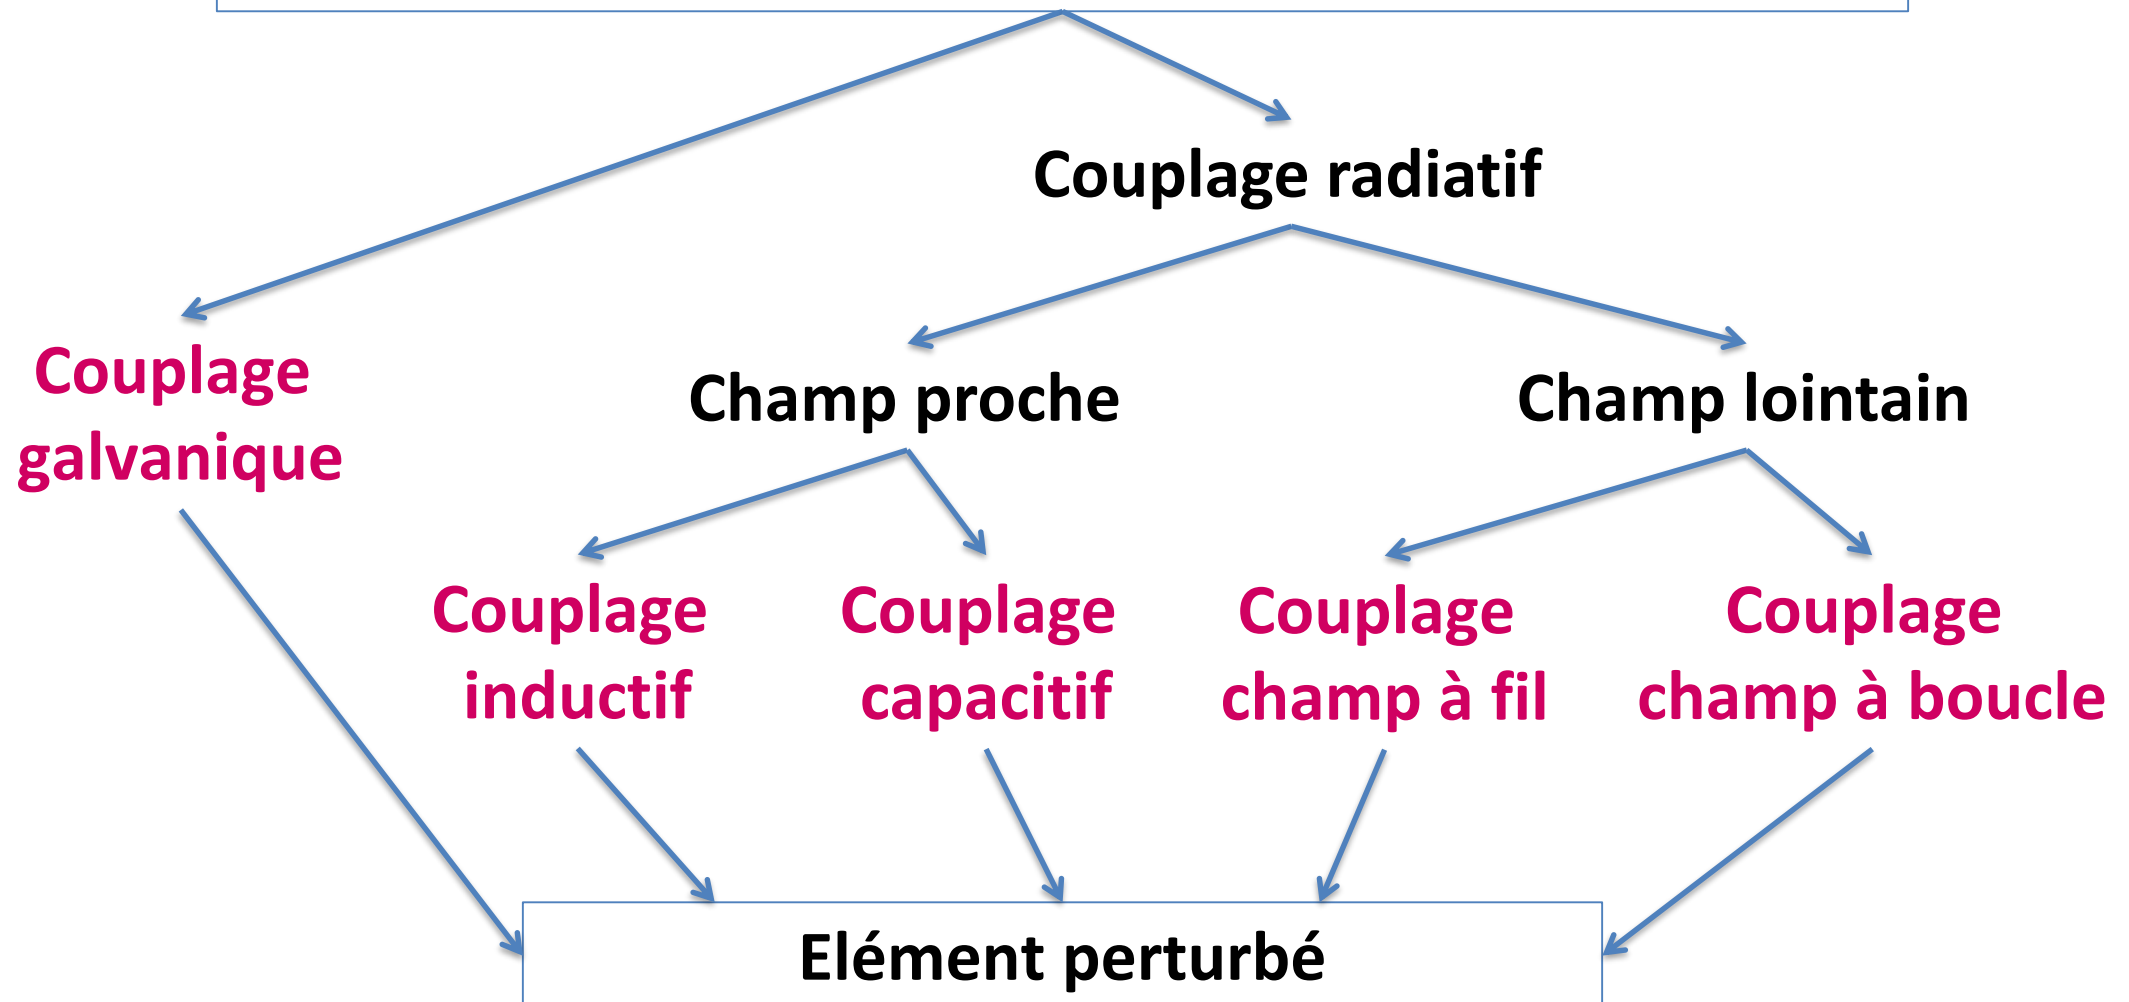 Couplage radiatif
Couplage
galvanique
Champ proche
Champ lointain
Couplage
inductif
Couplage
capacitif
Couplage
champ à fil
Couplage
champ à boucle
Elément perturbé